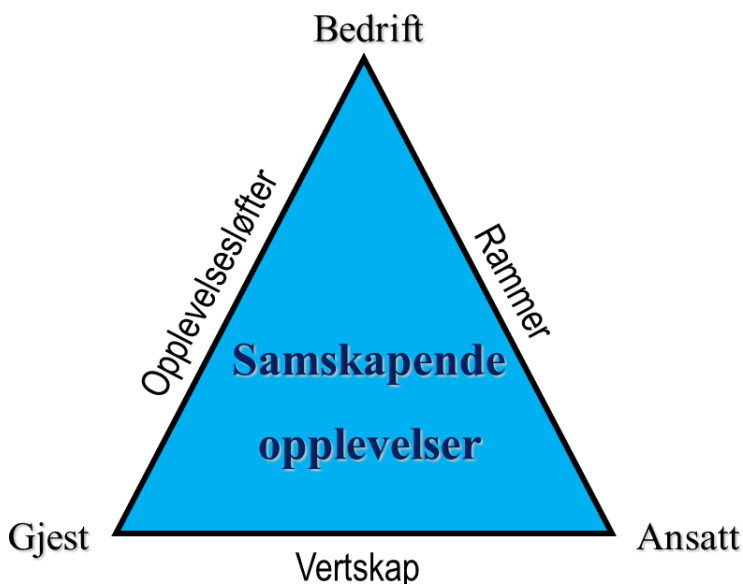 Bedrift
Opplevelsesløfter
Rammer
Samskapende
opplevelser
Gjest
Ansatt
Vertskap